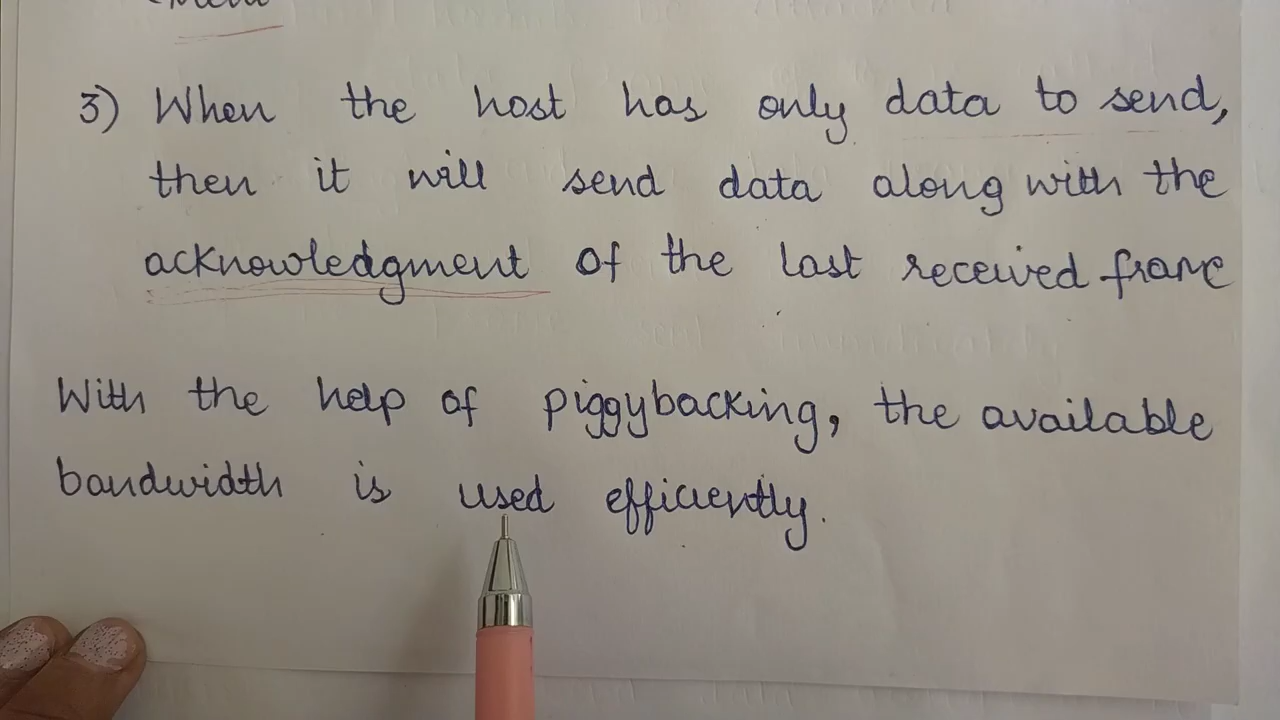 3) When the host has only data to send,
then it will send data along with the
acknowledgment of the last received frame
With the help of piggybacking, the available
bandwidth is used efficiently.